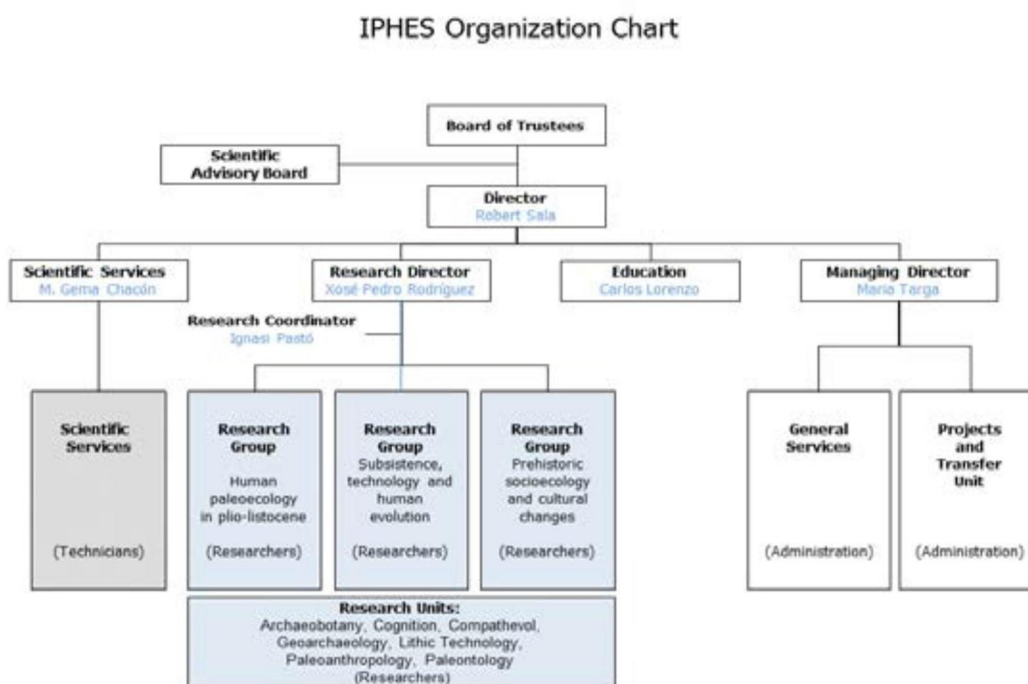 IPHES Organization Chart
Board of Trustees
Scientific
Advisory Board
Director
Robert Sala
Scientific Services
M. Gema Chacón
Research Director
Xosé Pedro Rodríguez
Education
Carlos Lorenzo
Managing Director
Maria Targa
Research Coordinator
Ignasi Pastó
Scientific
Services
(Technicians)
Research
Group
Human
paleoecology
in plio-listocene
(Researchers)
Research
Group
Subsistence,
technology and
human
evolution
(Researchers)
Research
Group
Prehistoric
socioecology
and cultural
changes
(Researchers)
General
Services
(Administration)
Projects
and
Transfer
Unit
(Administration)
Research Units:
Archaeobotany, Cognition, Compathevol,
Geoarchaeology, Lithic Technology,
Paleoanthropology, Paleontology
(Researchers)